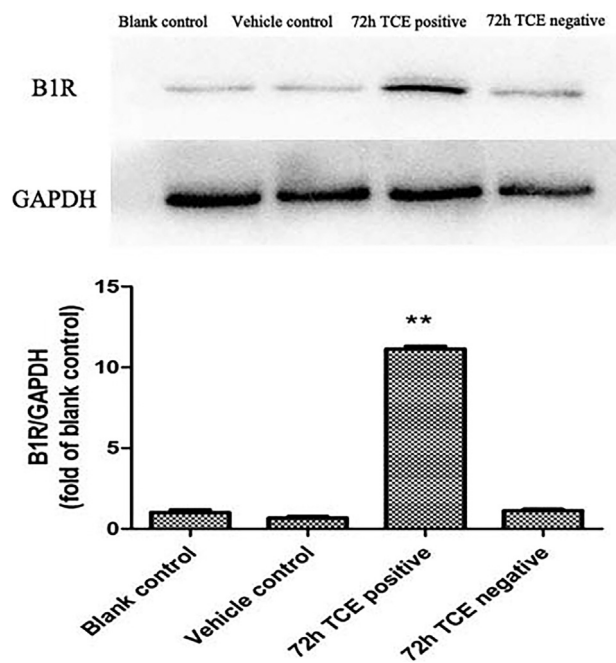 Blank control Vehicle control 72h TCE positive 72h TCE negative
B1R
GAPDH
15
10
5
0
B1R/GAPDH
(fold of blank control)
**
Blank control
Vehicle control
72h TCE positive
72h TCE negative